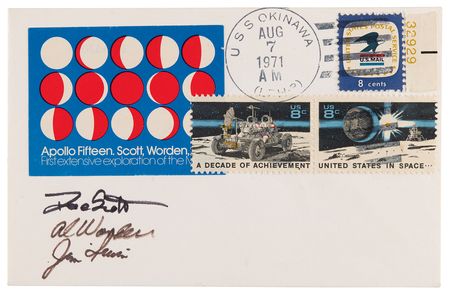 U S S OKINAWA
AUG
7
1971
AM
UNITED STATES POSTAL SERVICE
U.S. MAIL
8 cents
32929
Apollo Fifteen. Scott, Worden,
First extensive exploration of the
US
8c
A DECADE OF ACHIEVEMENT
US
8c
UNITED STATES IN SPACE...
Dave Scott
Al Worden
Jim Irwin